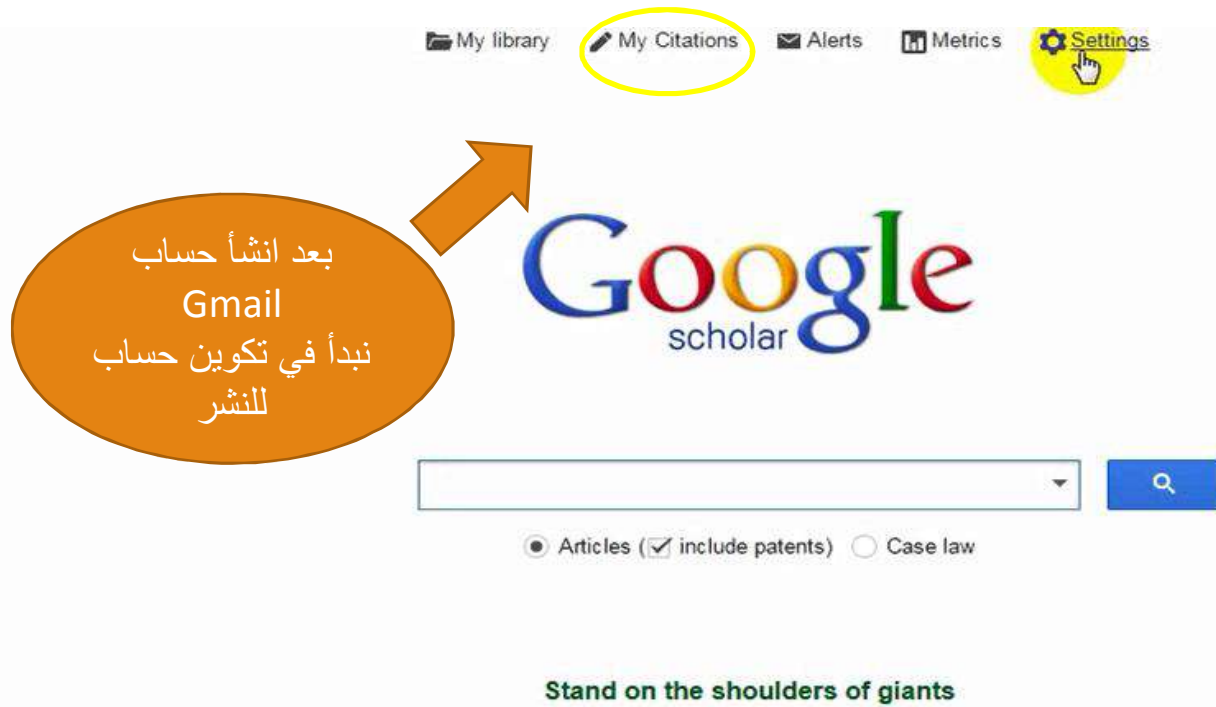 My library My Citations Alerts Metrics Settings
بعد انشأ حساب
Gmail
نبدأ في تكوين حساب
للنشر
Google
scholar
Articles (include patents) Case law
Stand on the shoulders of giants